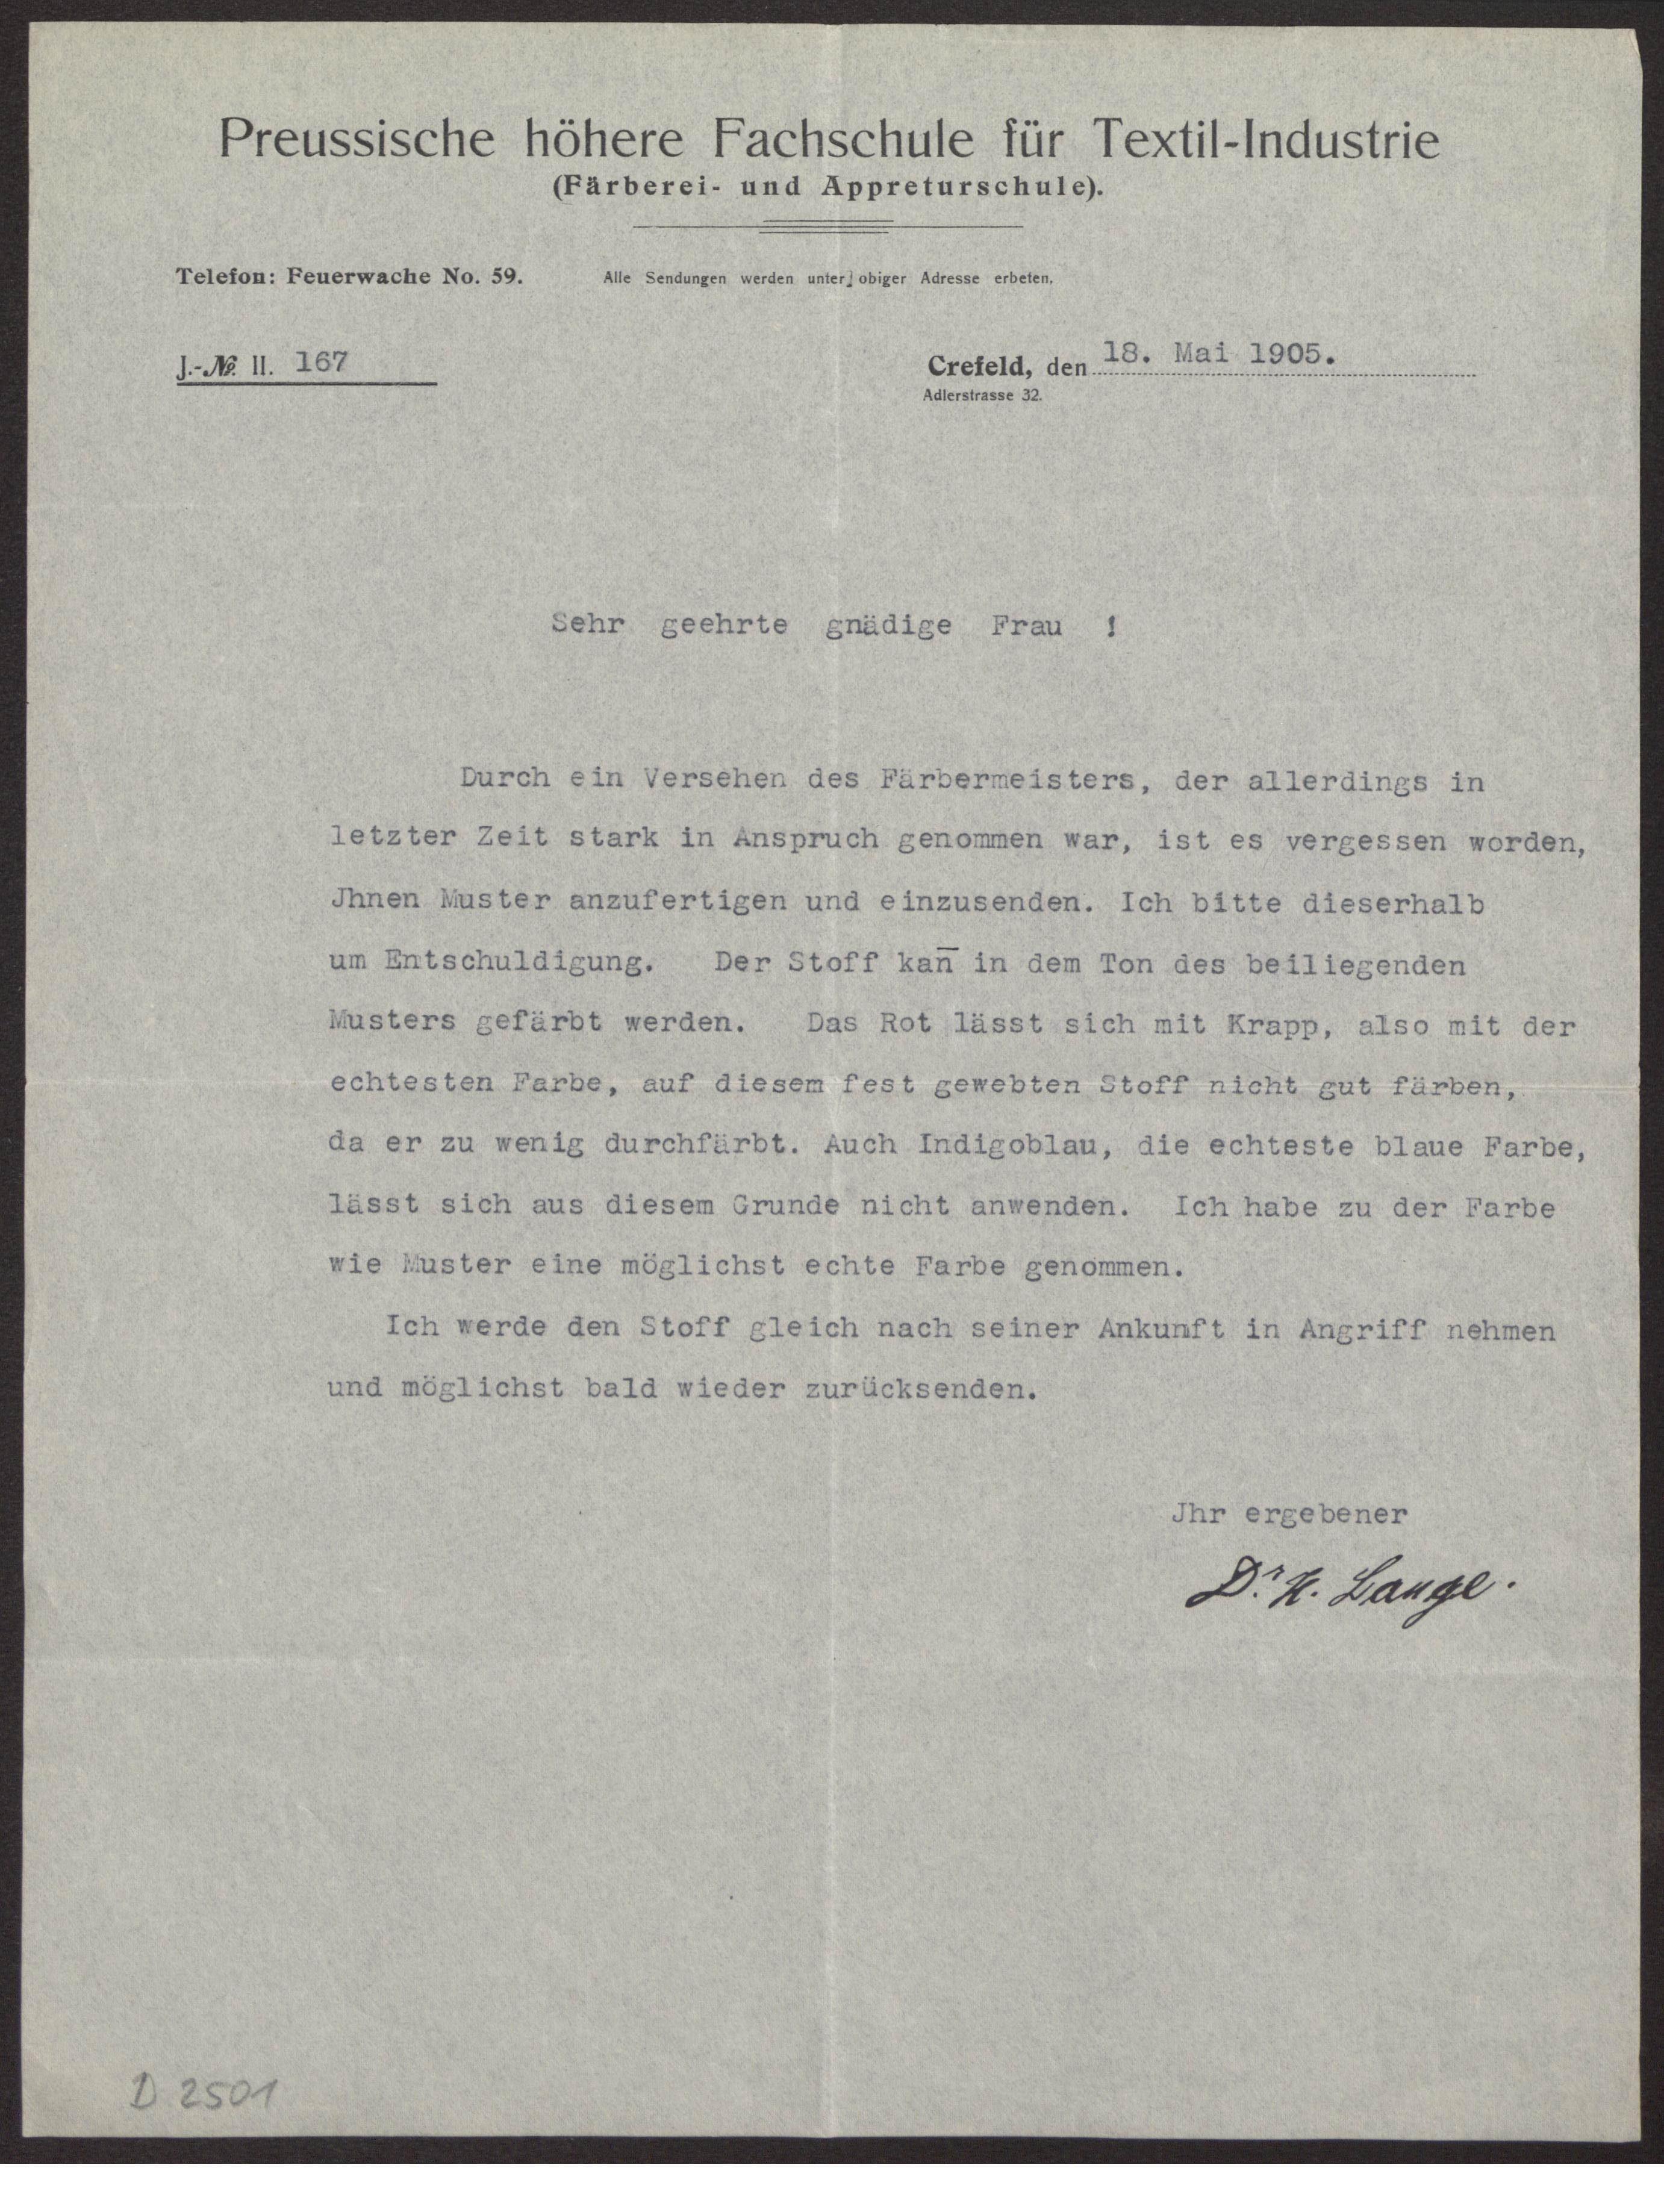 Preussische höhere Fachschule für Textil-Industrie
(Färberei- und Appreturschule).
Telefon: Feuerwache No. 59. Alle Sendungen werden unter obiger Adresse erbeten.
J.-№ II. 167
Crefeld, den 18. Mai 1905.
Adlerstrasse 32.
Sehr geehrte gnädige Frau !
Durch ein Versehen des Färbermeisters, der allerdings in
letzter Zeit stark in Anspruch genommen war, ist es vergessen worden,
Jhnen Muster anzufertigen und einzusenden. Ich bitte dieserhalb
um Entschuldigung. Der Stoff kan̅ in dem Ton des beiliegenden
Musters gefärbt werden. Das Rot lässt sich mit Krapp, also mit der
echtesten Farbe, auf diesem fest gewebten Stoff nicht gut färben,
da er zu wenig durchfärbt. Auch Indigoblau, die echteste blaue Farbe,
lässt sich aus diesem Grunde nicht anwenden. Ich habe zu der Farbe
wie Muster eine möglichst echte Farbe genommen.
Ich werde den Stoff gleich nach seiner Ankunft in Angriff nehmen
und möglichst bald wieder zurücksenden.
Jhr ergebener
Dr. H. Lange.
D 2501